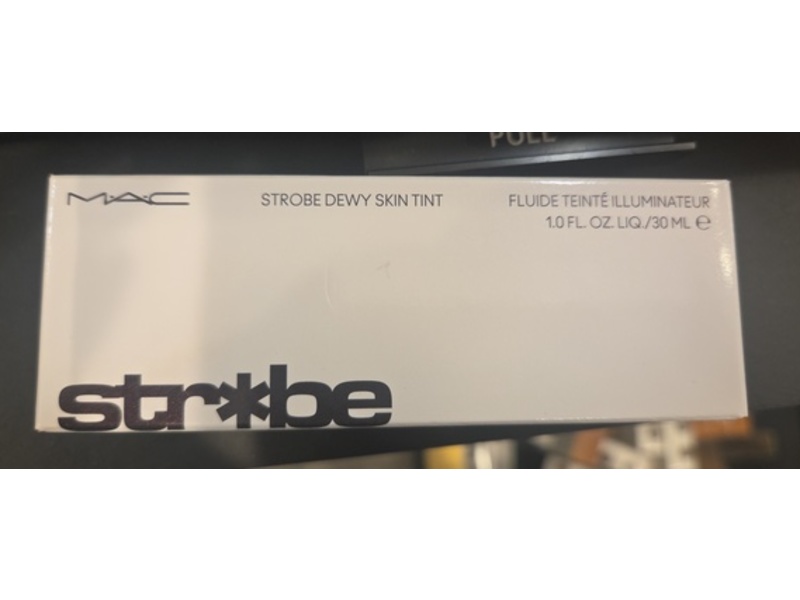 PULL
M·A·C
STROBE DEWY SKIN TINT
FLUIDE TEINTÉ ILLUMINATEUR
1.0 FL. OZ. LIQ./30 ML ℮
str*be